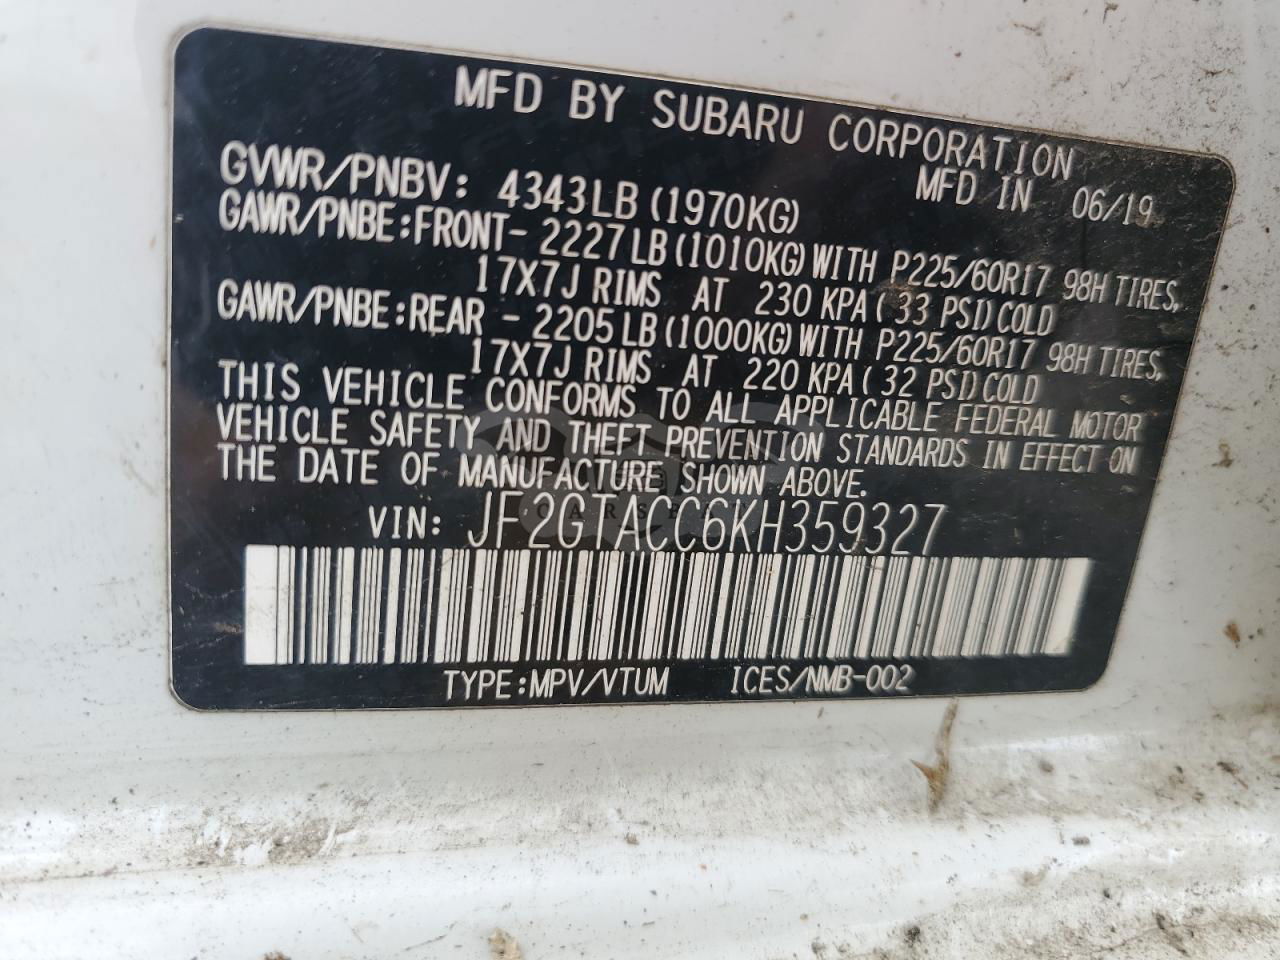 MFD BY SUBARU CORPORATION
MFD IN 06/19
GVWR/PNBV: 4343LB (1970KG)
GAWR/PNBE:FRONT- 2227LB(1010KG)WITH P225/60R17 98H TIRES,
17X7J RIMS AT 230 KPA( 33 PSI)COLD
GAWR/PNBE:REAR - 2205LB(1000KG)WITH P225/60R17 98H TIRES,
17X7J RIMS AT 220 KPA( 32 PSI)COLD
THIS VEHICLE CONFORMS TO ALL APPLICABLE FEDERAL MOTOR
VEHICLE SAFETY AND THEFT PREVENTION STANDARDS IN EFFECT ON
THE DATE OF MANUFACTURE SHOWN ABOVE.
VIN: JF2GTACC6KH359327
TYPE:MPV/VTUM ICES/NMB-002